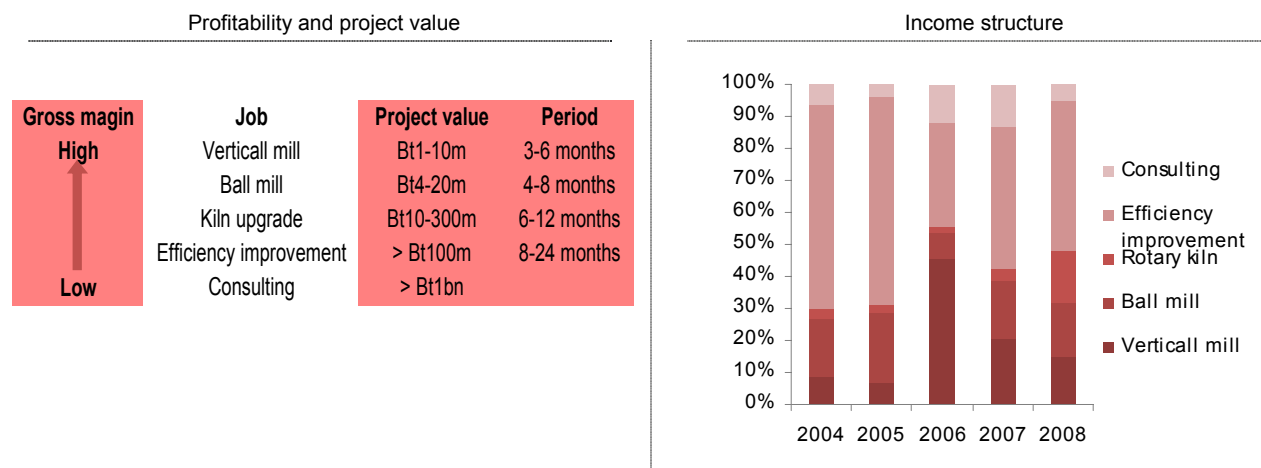 Profitability and project value
Gross magin Job Project value Period
High Verticall mill Bt1-10m 3-6 months
Ball mill Bt4-20m 4-8 months
Kiln upgrade Bt10-300m 6-12 months
Efficiency improvement > Bt100m 8-24 months
Low Consulting > Bt1bn
Income structure
100%
90%
80%
70%
60%
50%
40%
30%
20%
10%
0%
2004 2005 2006 2007 2008
Consulting
Efficiency
improvement
Rotary kiln
Ball mill
Verticall mill